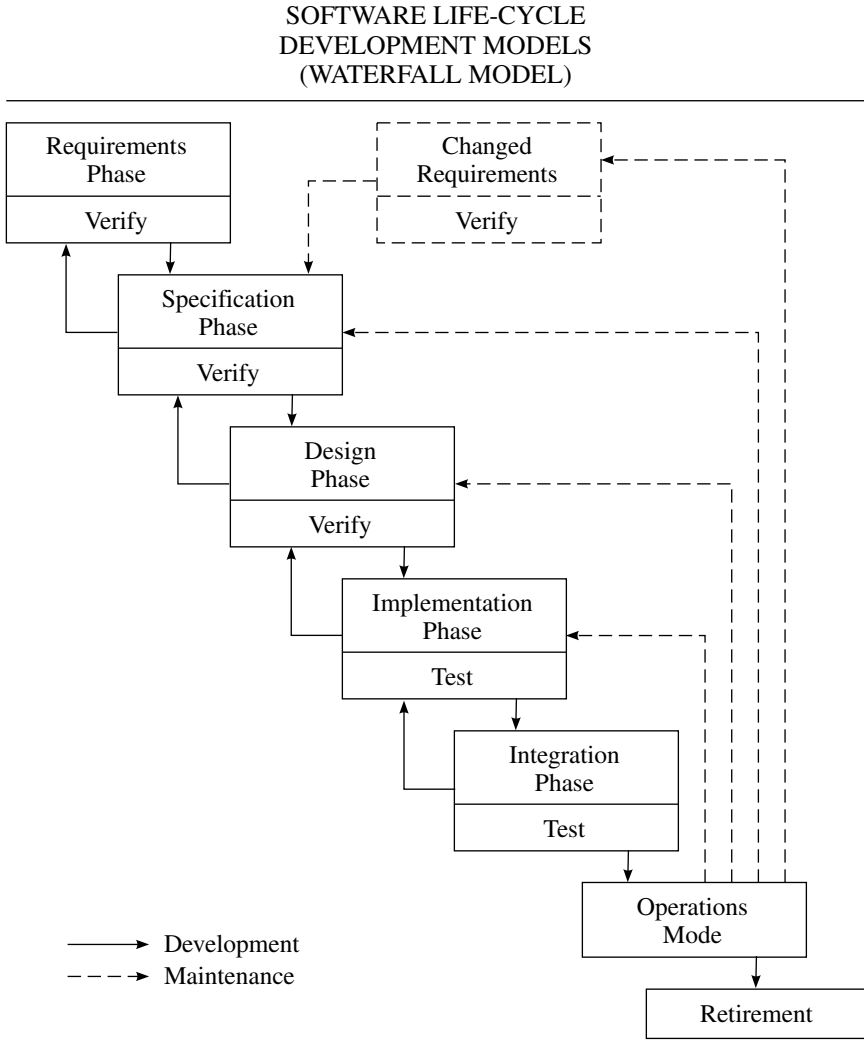 SOFTWARE LIFE-CYCLE
DEVELOPMENT MODELS
(WATERFALL MODEL)
Requirements
Phase
Verify
Changed
Requirements
Verify
Specification
Phase
Verify
Design
Phase
Verify
Implementation
Phase
Test
Integration
Phase
Test
Operations
Mode
Development
Maintenance
Retirement